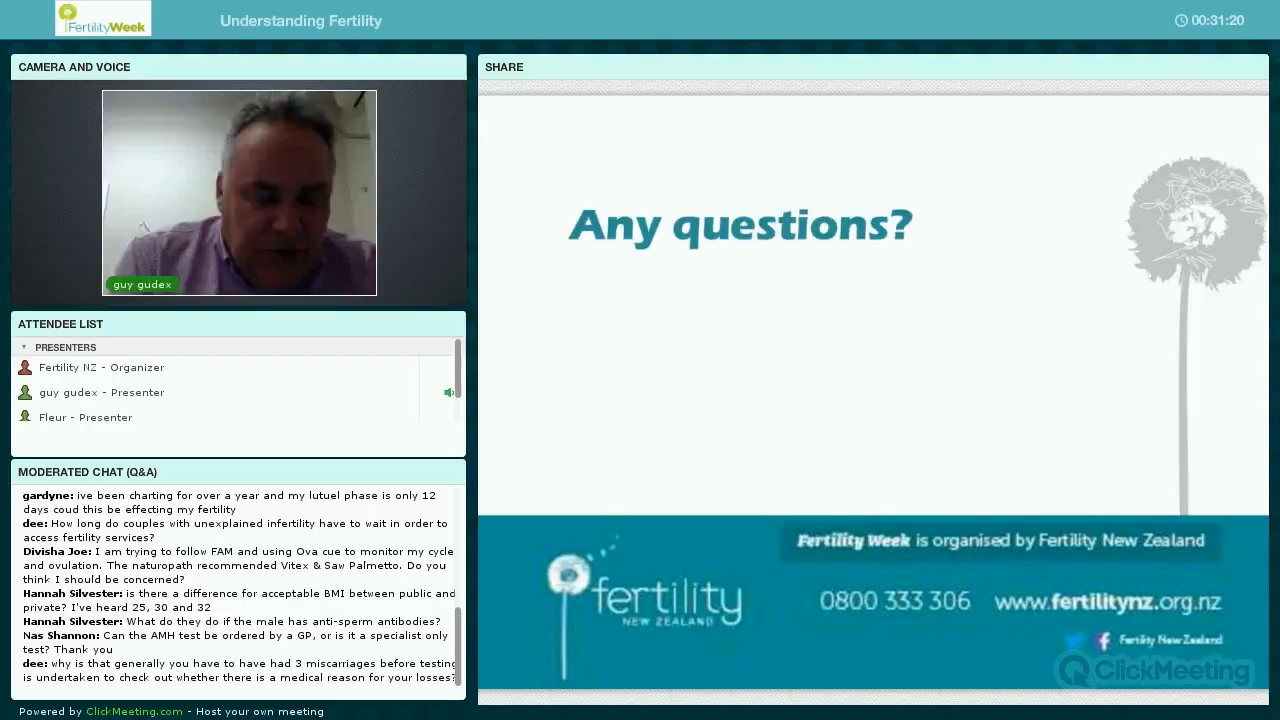 FertilityWeek
Understanding Fertility
00:31:20
CAMERA AND VOICE
guy gudex
ATTENDEE LIST
PRESENTERS
Fertility NZ - Organizer
guy gudex - Presenter
Fleur - Presenter
MODERATED CHAT (Q&A)
gardyne: ive been charting for over a year and my lutuel phase is only 12
days coud this be effecting my fertility
dee: How long do couples with unexplained infertility have to wait in order to
access fertility services?
Divisha Joe: I am trying to follow FAM and using Ova cue to monitor my cycle
and ovulation. The naturopath recommended Vitex & Saw Palmetto. Do you
think I should be concerned?
Hannah Silvester: is there a difference for acceptable BMI between public and
private? I've heard 25, 30 and 32
Hannah Silvester: What do they do if the male has anti-sperm antibodies?
Nas Shannon: Can the AMH test be ordered by a GP, or is it a specialist only
test? Thank you
dee: why is that generally you have to have had 3 miscarriages before testing
is undertaken to check out whether there is a medical reason for your losses?
Powered by ClickMeeting.com - Host your own meeting
SHARE
Any questions?
Fertility Week is organised by Fertility New Zealand
fertility
NEW ZEALAND
0800 333 306 www.fertilitynz.org.nz
Fertility New Zealand
ClickMeeting